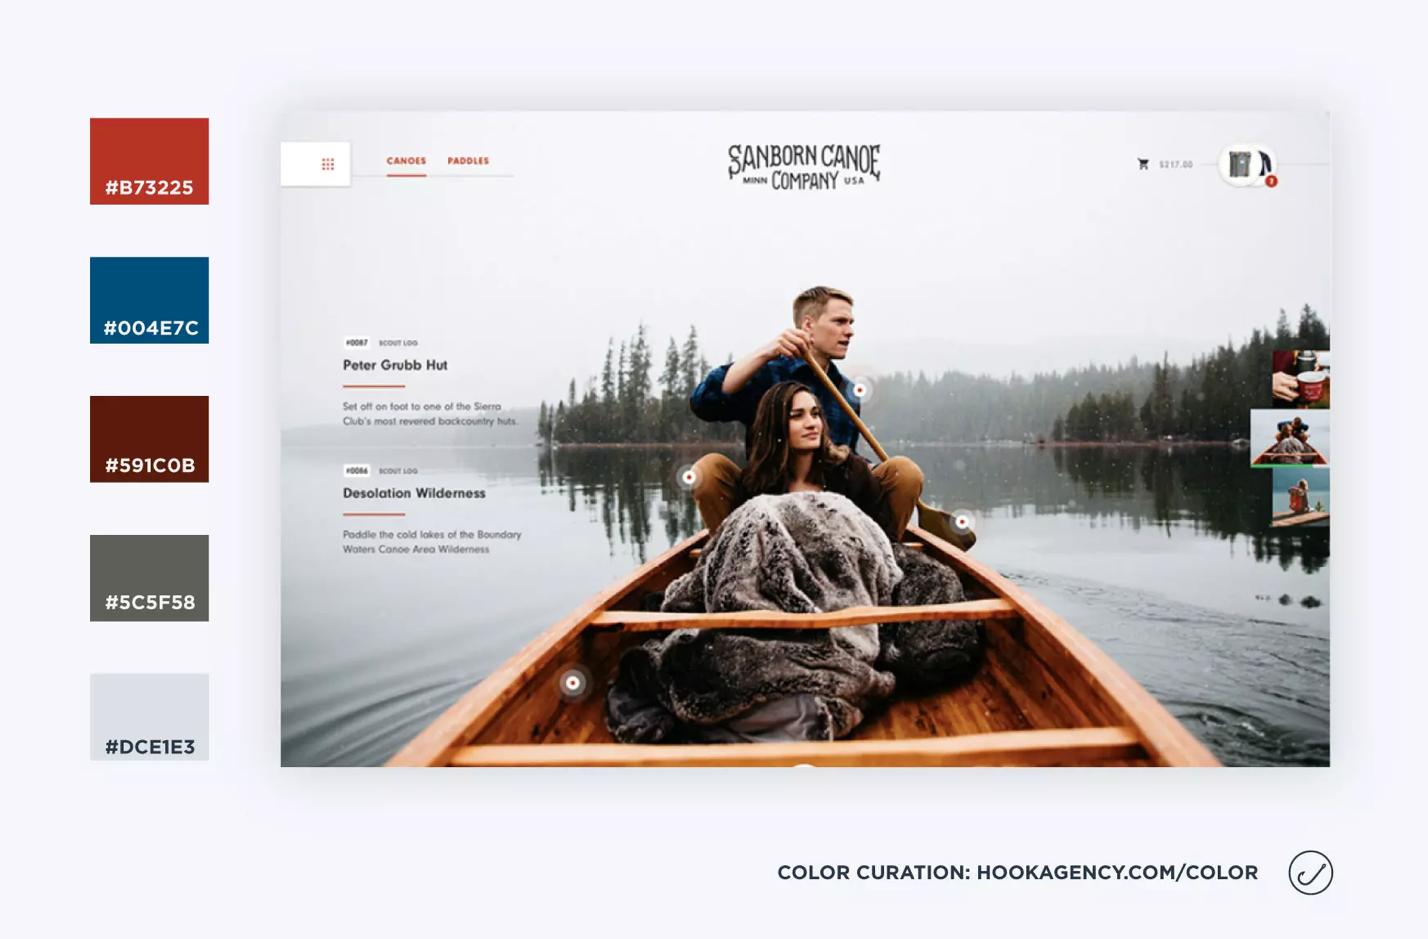 #B73225
#004E7C
#591C0B
#5C5F58
#DCE1E3
CANOES PADDLES
SANBORN CANOE
MINN COMPANY USA
$217.00
7
#0087 SCOUT LOG
Peter Grubb Hut
Set off on foot to one of the Sierra
Club's most revered backcountry huts.
#0086 SCOUT LOG
Desolation Wilderness
Paddle the cold lakes of the Boundary
Waters Canoe Area Wilderness
COLOR CURATION: HOOKAGENCY.COM/COLOR